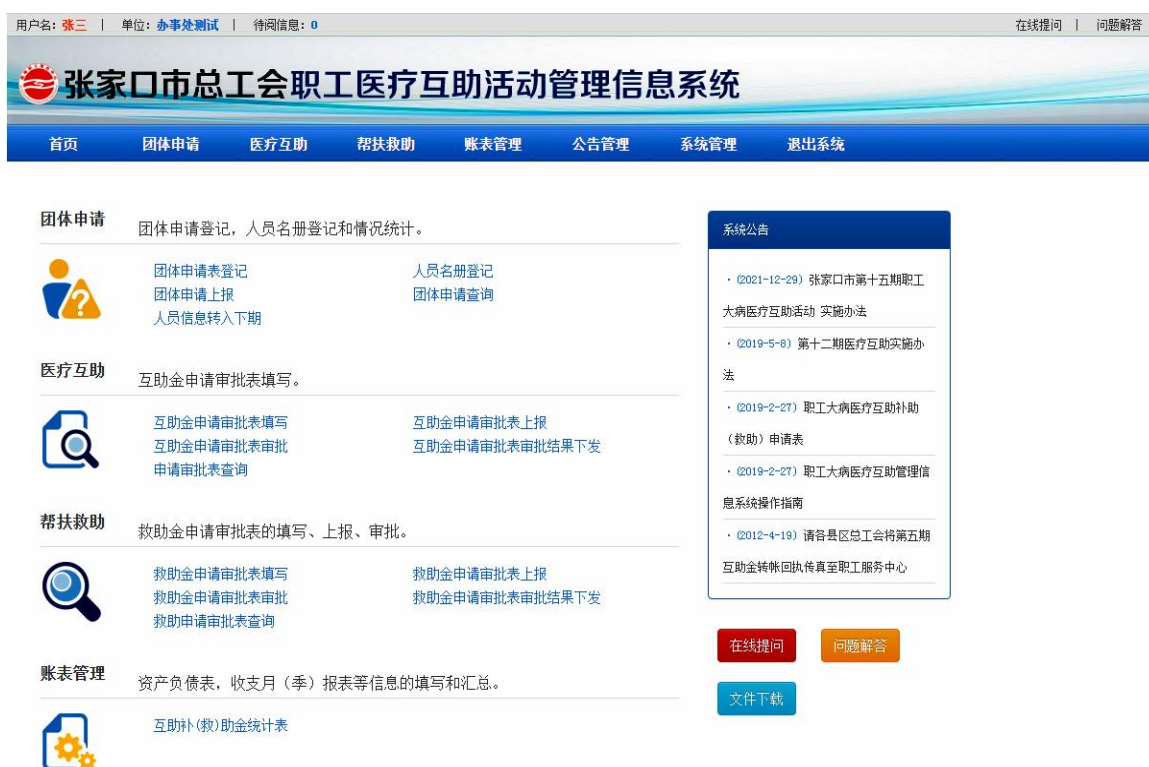 用户名：张三 | 单位：办事处测试 | 待阅信息：0
在线提问 | 问题解答
张家口市总工会职工医疗互助活动管理信息系统
首页 团体申请 医疗互助 帮扶救助 账表管理 公告管理 系统管理 退出系统
团体申请
团体申请登记，人员名册登记和情况统计。
团体申请表登记 人员名册登记
团体申请上报 团体申请查询
人员信息转入下期
医疗互助
互助金申请审批表填写。
互助金申请审批表填写 互助金申请审批表上报
互助金申请审批表审批 互助金申请审批表审批结果下发
申请审批表查询
帮扶救助
救助金申请审批表的填写、上报、审批。
救助金申请审批表填写 救助金申请审批表上报
救助金申请审批表审批 救助金申请审批表审批结果下发
救助申请审批表查询
账表管理
资产负债表，收支月（季）报表等信息的填写和汇总。
互助补(救)助金统计表
系统公告
· (2021-12-29) 张家口市第十五期职工
大病医疗互助活动 实施办法
· (2019-5-8) 第十二期医疗互助实施办
法
· (2019-2-27) 职工大病医疗互助补助
（救助）申请表
· (2019-2-27) 职工大病医疗互助管理信
息系统操作指南
· (2012-4-19) 请各县区总工会将第五期
互助金转帐回执传真至职工服务中心
在线提问 问题解答
文件下载